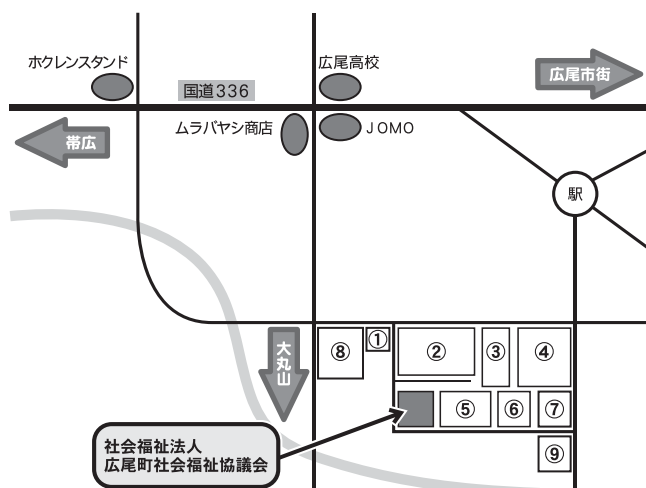 ホクレンスタンド
広尾高校
広尾市街
国道336
帯広
ムラバヤシ商店
JOMO
駅
大丸山
⑧
①
②
③
④
⑤
⑥
⑦
⑨
社会福祉法人
広尾町社会福祉協議会